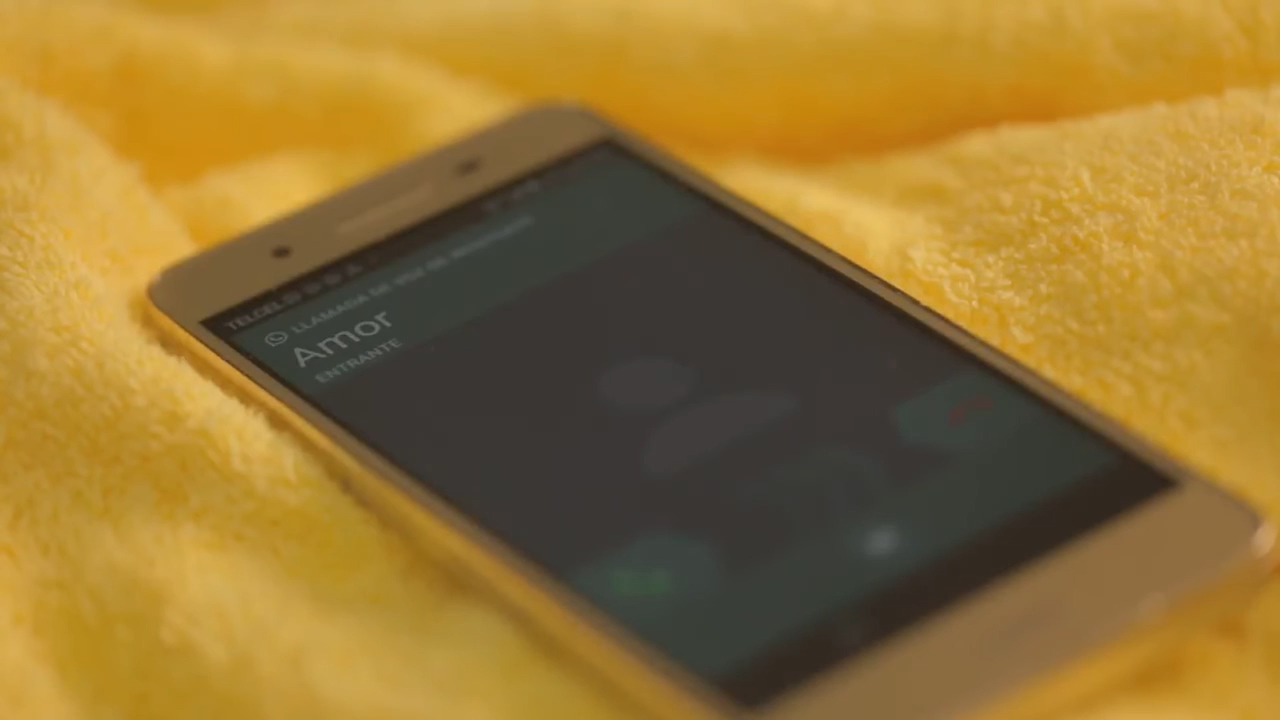 TELCEL
LLAMADA DE VOZ DE WHATSAPP
Amor
ENTRANTE